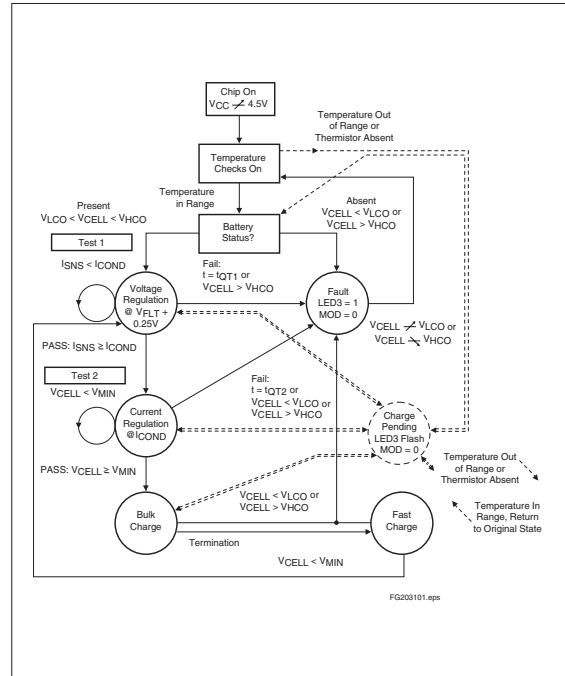 Chip On
VCC ↗ 4.5V
Temperature Out
of Range or
Thermistor Absent
Temperature
Checks On
Temperature
in Range
Present
VLCO < VCELL < VHCO
Absent
VCELL < VLCO or
VCELL > VHCO
Battery
Status?
Test 1
ISNS < ICOND
Fail:
t = tQT1 or
VCELL > VHCO
Voltage
Regulation
@ VFLT +
0.25V
Fault
LED3 = 1
MOD = 0
VCELL ↗ VLCO or
VCELL ↘ VHCO
PASS: ISNS ≥ ICOND
Test 2
VCELL < VMIN
Fail:
t = tQT2 or
VCELL < VLCO or
VCELL > VHCO
Current
Regulation
@ICOND
Charge
Pending
LED3 Flash
MOD = 0
PASS: VCELL ≥ VMIN
Temperature Out
of Range or
Thermistor Absent
VCELL < VLCO or
VCELL > VHCO
Temperature In
Range, Return
to Original State
Bulk
Charge
Fast
Charge
Termination
VCELL < VMIN
FG203101.eps